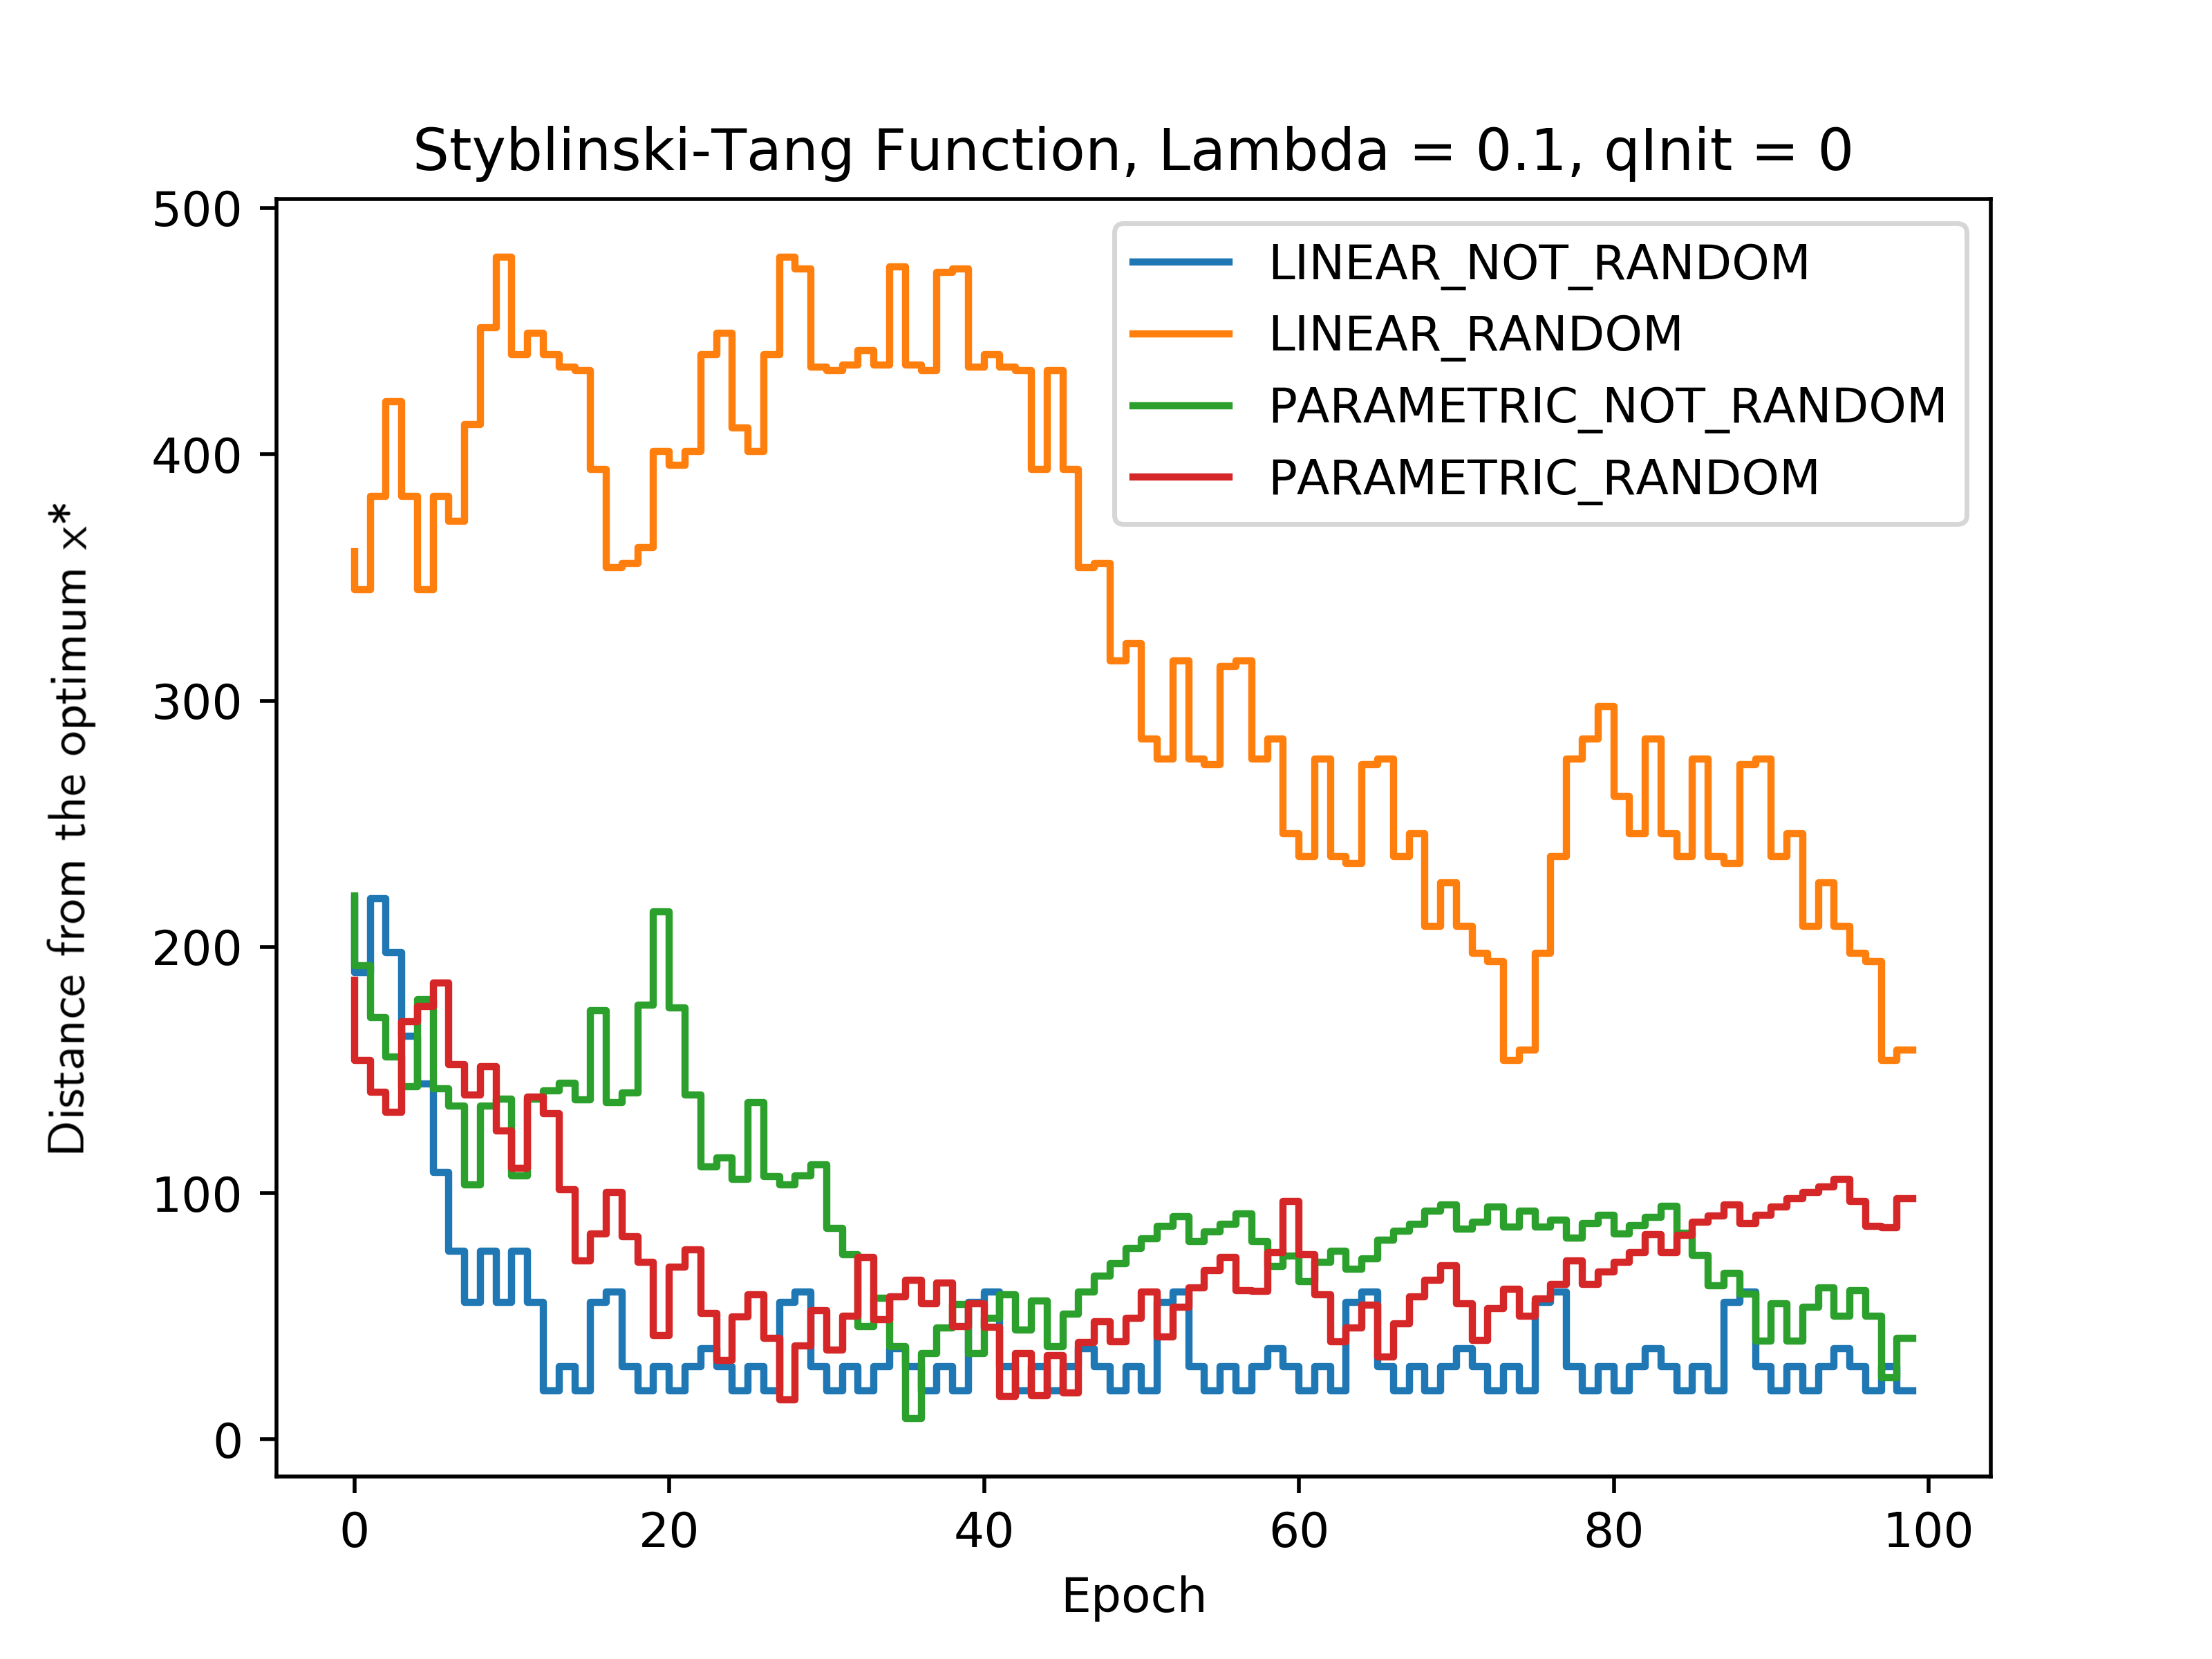 Styblinski-Tang Function, Lambda = 0.1, qInit = 0
500
400
300
200
100
0
Distance from the optimum x*
LINEAR_NOT_RANDOM
LINEAR_RANDOM
PARAMETRIC_NOT_RANDOM
PARAMETRIC_RANDOM
0 20 40 60 80 100
Epoch